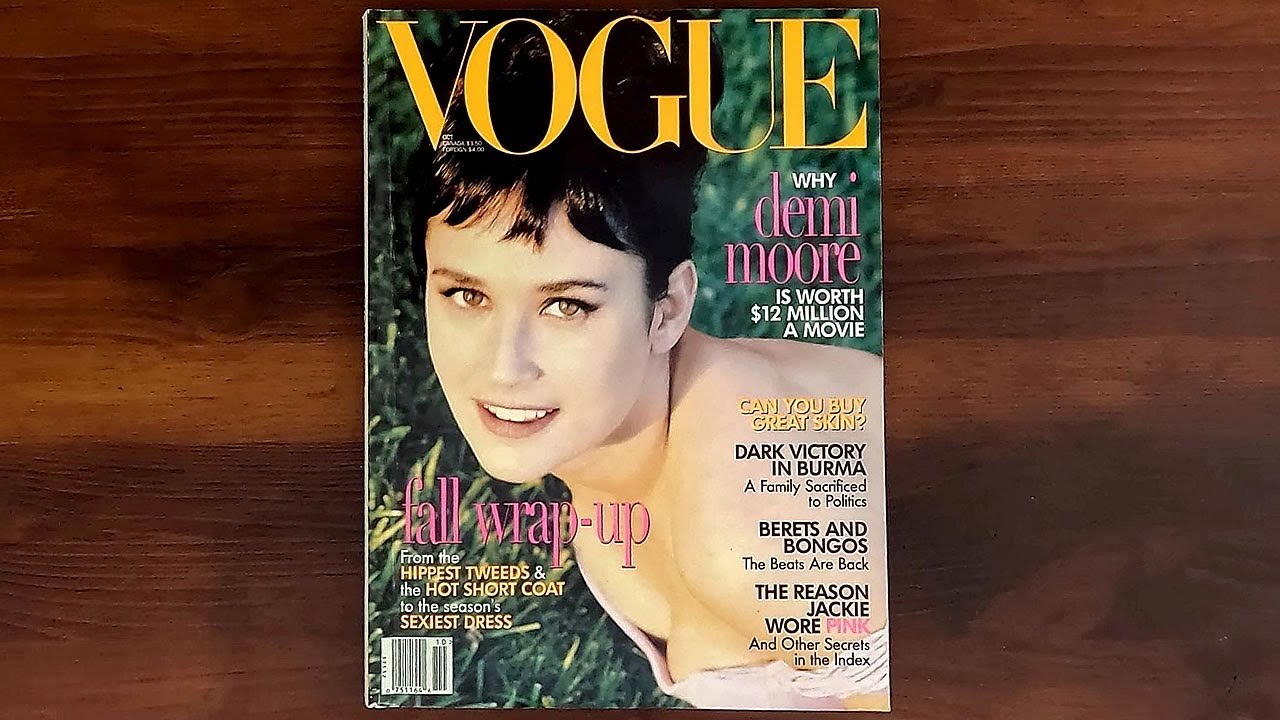 VOGUE
OCT
CANADA $3.50
FOREIGN $4.00
WHY
demi
moore
IS WORTH
$12 MILLION
A MOVIE
CAN YOU BUY
GREAT SKIN?
DARK VICTORY
IN BURMA
A Family Sacrificed
to Politics
BERETS AND
BONGOS
The Beats Are Back
THE REASON
JACKIE
WORE PINK
And Other Secrets
in the Index
fall wrap-up
From the
HIPPEST TWEEDS &
the HOT SHORT COAT
to the season's
SEXIEST DRESS
10